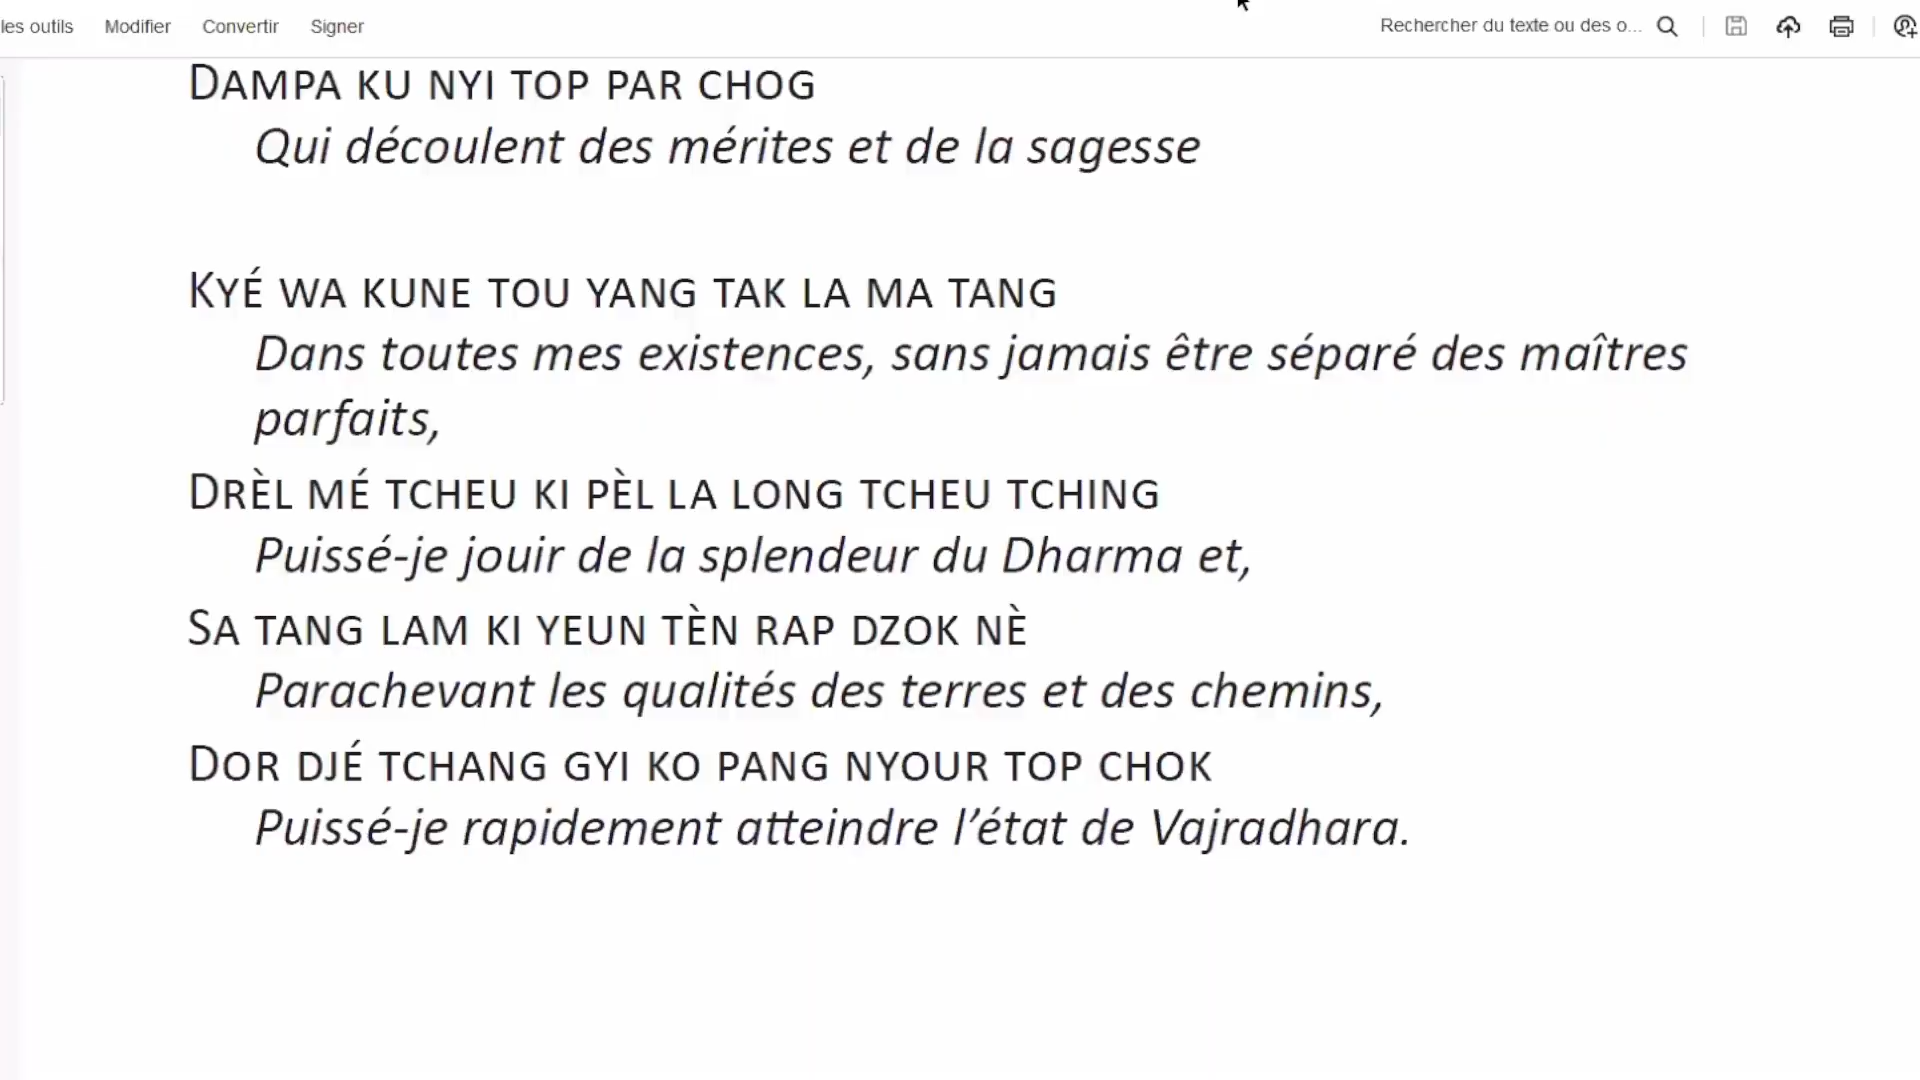 les outils Modifier Convertir Signer Rechercher du texte ou des o...
DAMPA KU NYI TOP PAR CHOG
Qui découlent des mérites et de la sagesse
KYÉ WA KUNE TOU YANG TAK LA MA TANG
Dans toutes mes existences, sans jamais être séparé des maîtres
parfaits,
DRÈL MÉ TCHEU KI PÈL LA LONG TCHEU TCHING
Puissé-je jouir de la splendeur du Dharma et,
SA TANG LAM KI YEUN TÈN RAP DZOK NÈ
Parachevant les qualités des terres et des chemins,
DOR DJÉ TCHANG GYI KO PANG NYOUR TOP CHOK
Puissé-je rapidement atteindre l’état de Vajradhara.